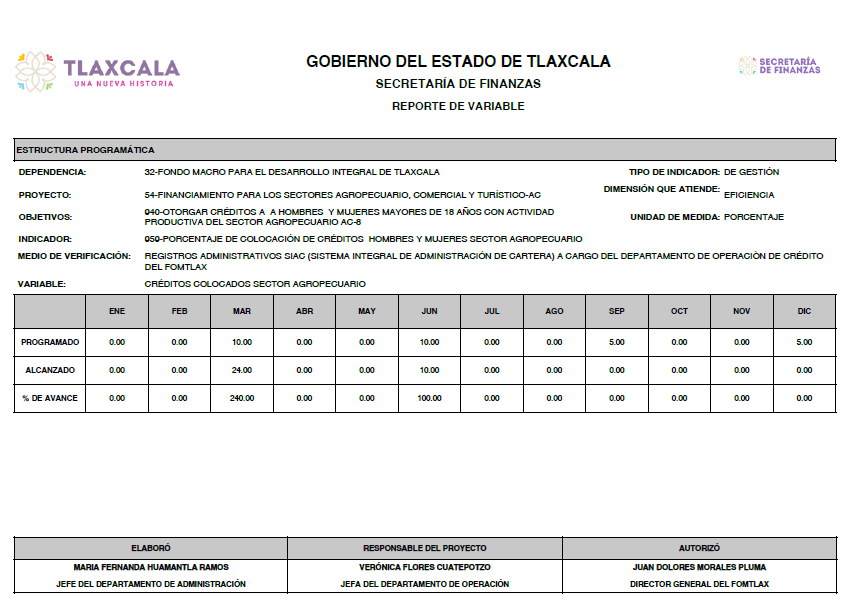 TLAXCALA
UNA NUEVA HISTORIA
GOBIERNO DEL ESTADO DE TLAXCALA
SECRETARÍA DE FINANZAS
REPORTE DE VARIABLE
SECRETARÍA
DE FINANZAS
ESTRUCTURA PROGRAMÁTICA
DEPENDENCIA: 32-FONDO MACRO PARA EL DESARROLLO INTEGRAL DE TLAXCALA TIPO DE INDICADOR: DE GESTIÓN
PROYECTO: 54-FINANCIAMIENTO PARA LOS SECTORES AGROPECUARIO, COMERCIAL Y TURÍSTICO-AC DIMENSIÓN QUE ATIENDE: EFICIENCIA
OBJETIVOS: 040-OTORGAR CRÉDITOS A A HOMBRES Y MUJERES MAYORES DE 18 AÑOS CON ACTIVIDAD
PRODUCTIVA DEL SECTOR AGROPECUARIO AC-8 UNIDAD DE MEDIDA: PORCENTAJE
INDICADOR: 050-PORCENTAJE DE COLOCACIÓN DE CRÉDITOS HOMBRES Y MUJERES SECTOR AGROPECUARIO
MEDIO DE VERIFICACIÓN: REGISTROS ADMINISTRATIVOS SIAC (SISTEMA INTEGRAL DE ADMINISTRACIÓN DE CARTERA) A CARGO DEL DEPARTAMENTO DE OPERACIÒN DE CRÉDITO
DEL FOMTLAX
VARIABLE: CRÉDITOS COLOCADOS SECTOR AGROPECUARIO
ENE FEB MAR ABR MAY JUN JUL AGO SEP OCT NOV DIC
PROGRAMADO 0.00 0.00 10.00 0.00 0.00 10.00 0.00 0.00 5.00 0.00 0.00 5.00
ALCANZADO 0.00 0.00 24.00 0.00 0.00 10.00 0.00 0.00 0.00 0.00 0.00 0.00
% DE AVANCE 0.00 0.00 240.00 0.00 0.00 100.00 0.00 0.00 0.00 0.00 0.00 0.00
ELABORÓ RESPONSABLE DEL PROYECTO AUTORIZÓ
MARIA FERNANDA HUAMANTLA RAMOS VERÓNICA FLORES CUATEPOTZO JUAN DOLORES MORALES PLUMA
JEFE DEL DEPARTAMENTO DE ADMINISTRACIÓN JEFA DEL DEPARTAMENTO DE OPERACIÓN DIRECTOR GENERAL DEL FOMTLAX